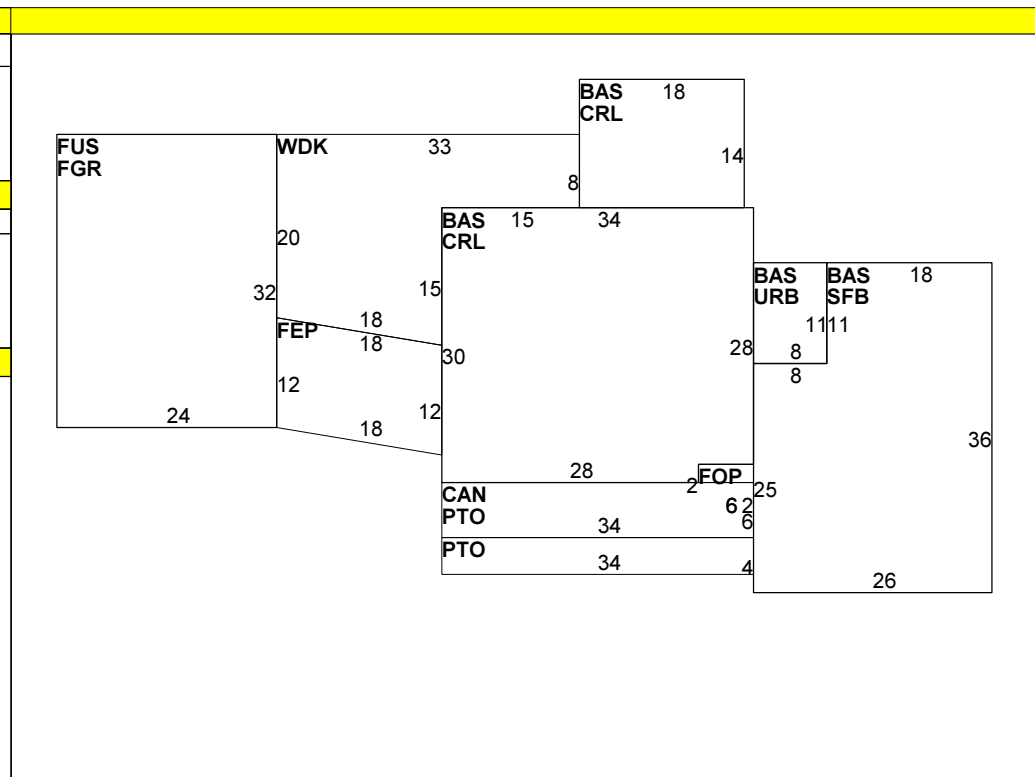 BAS 18
CRL
14
FUS
FGR
WDK 33
8
20
32
BAS 15 34
CRL
15
18
18
FEP
30
12
12
18
24
BAS
URB
BAS 18
SFB
11 11
28
8
8
36
28
FOP
2
25
CAN
PTO
6 2
6
34
PTO
34
4
26